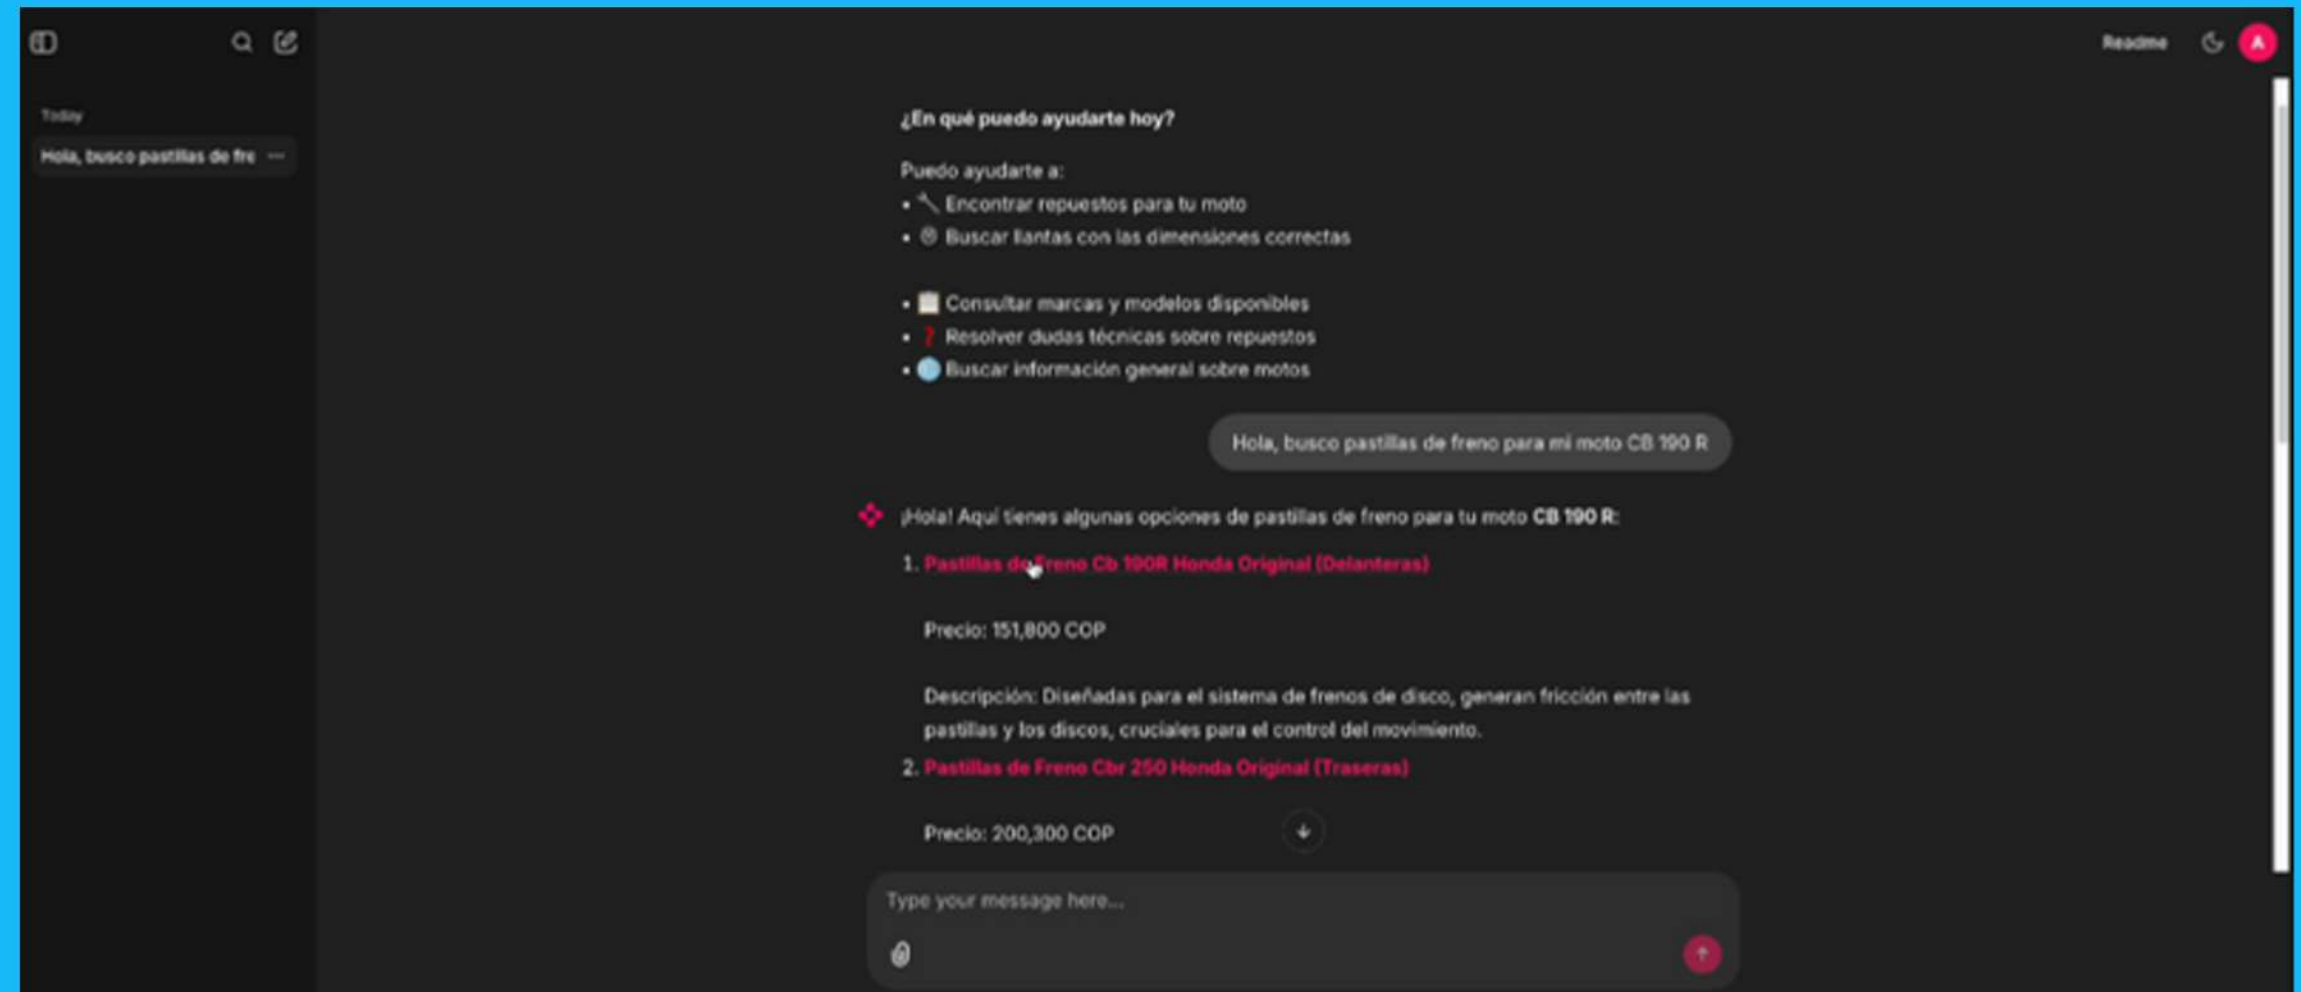 Readme
A
Today
Hola, busco pastillas de fre ...
¿En qué puedo ayudarte hoy?
Puedo ayudarte a:
• Encontrar repuestos para tu moto
• Buscar llantas con las dimensiones correctas
• Consultar marcas y modelos disponibles
• ❓ Resolver dudas técnicas sobre repuestos
• Buscar información general sobre motos
Hola, busco pastillas de freno para mi moto CB 190 R
¡Hola! Aquí tienes algunas opciones de pastillas de freno para tu moto CB 190 R:
1. Pastillas de Freno Cb 190R Honda Original (Delanteras)
Precio: 151,800 COP
Descripción: Diseñadas para el sistema de frenos de disco, generan fricción entre las
pastillas y los discos, cruciales para el control del movimiento.
2. Pastillas de Freno Cbr 250 Honda Original (Traseras)
Precio: 200,300 COP
Type your message here...